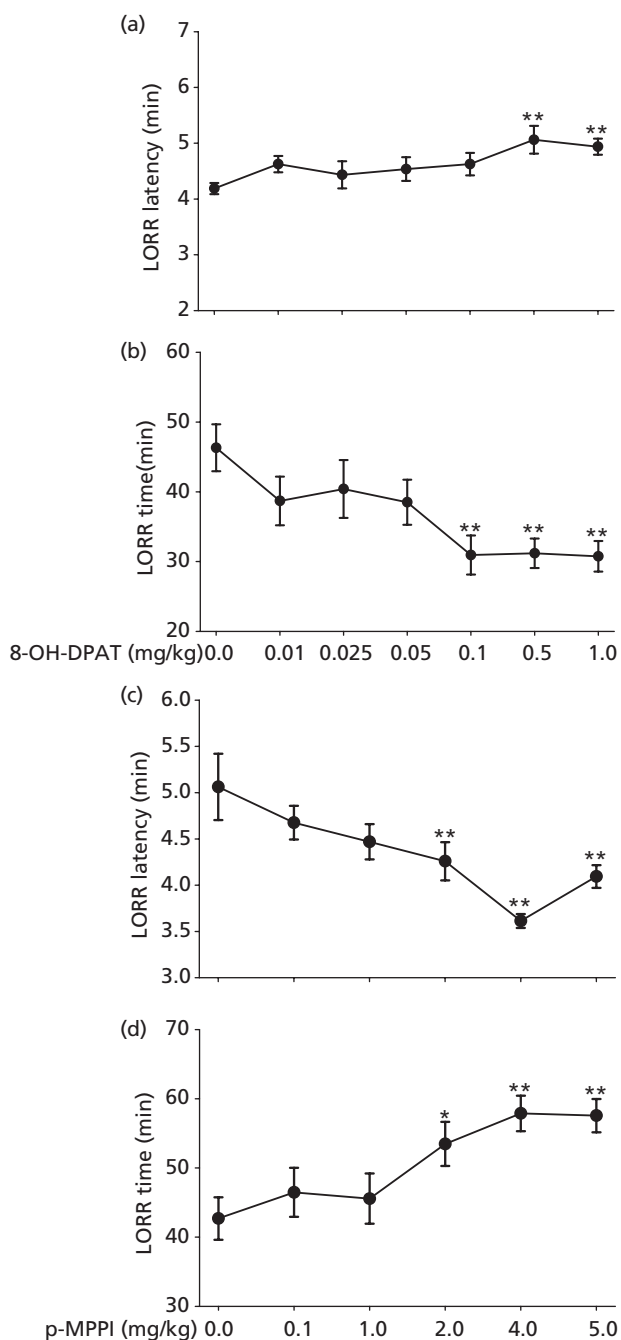 (a)
7
6
5
4
3
2
LORR latency (min)
** **
(b)
60
50
40
30
20
LORR time(min)
** ** **
8-OH-DPAT (mg/kg) 0.0 0.01 0.025 0.05 0.1 0.5 1.0
(c)
6.0
5.5
5.0
4.5
4.0
3.5
3.0
LORR latency (min)
** ** **
(d)
70
60
50
40
30
LORR time (min)
* ** **
p-MPPI (mg/kg) 0.0 0.1 1.0 2.0 4.0 5.0